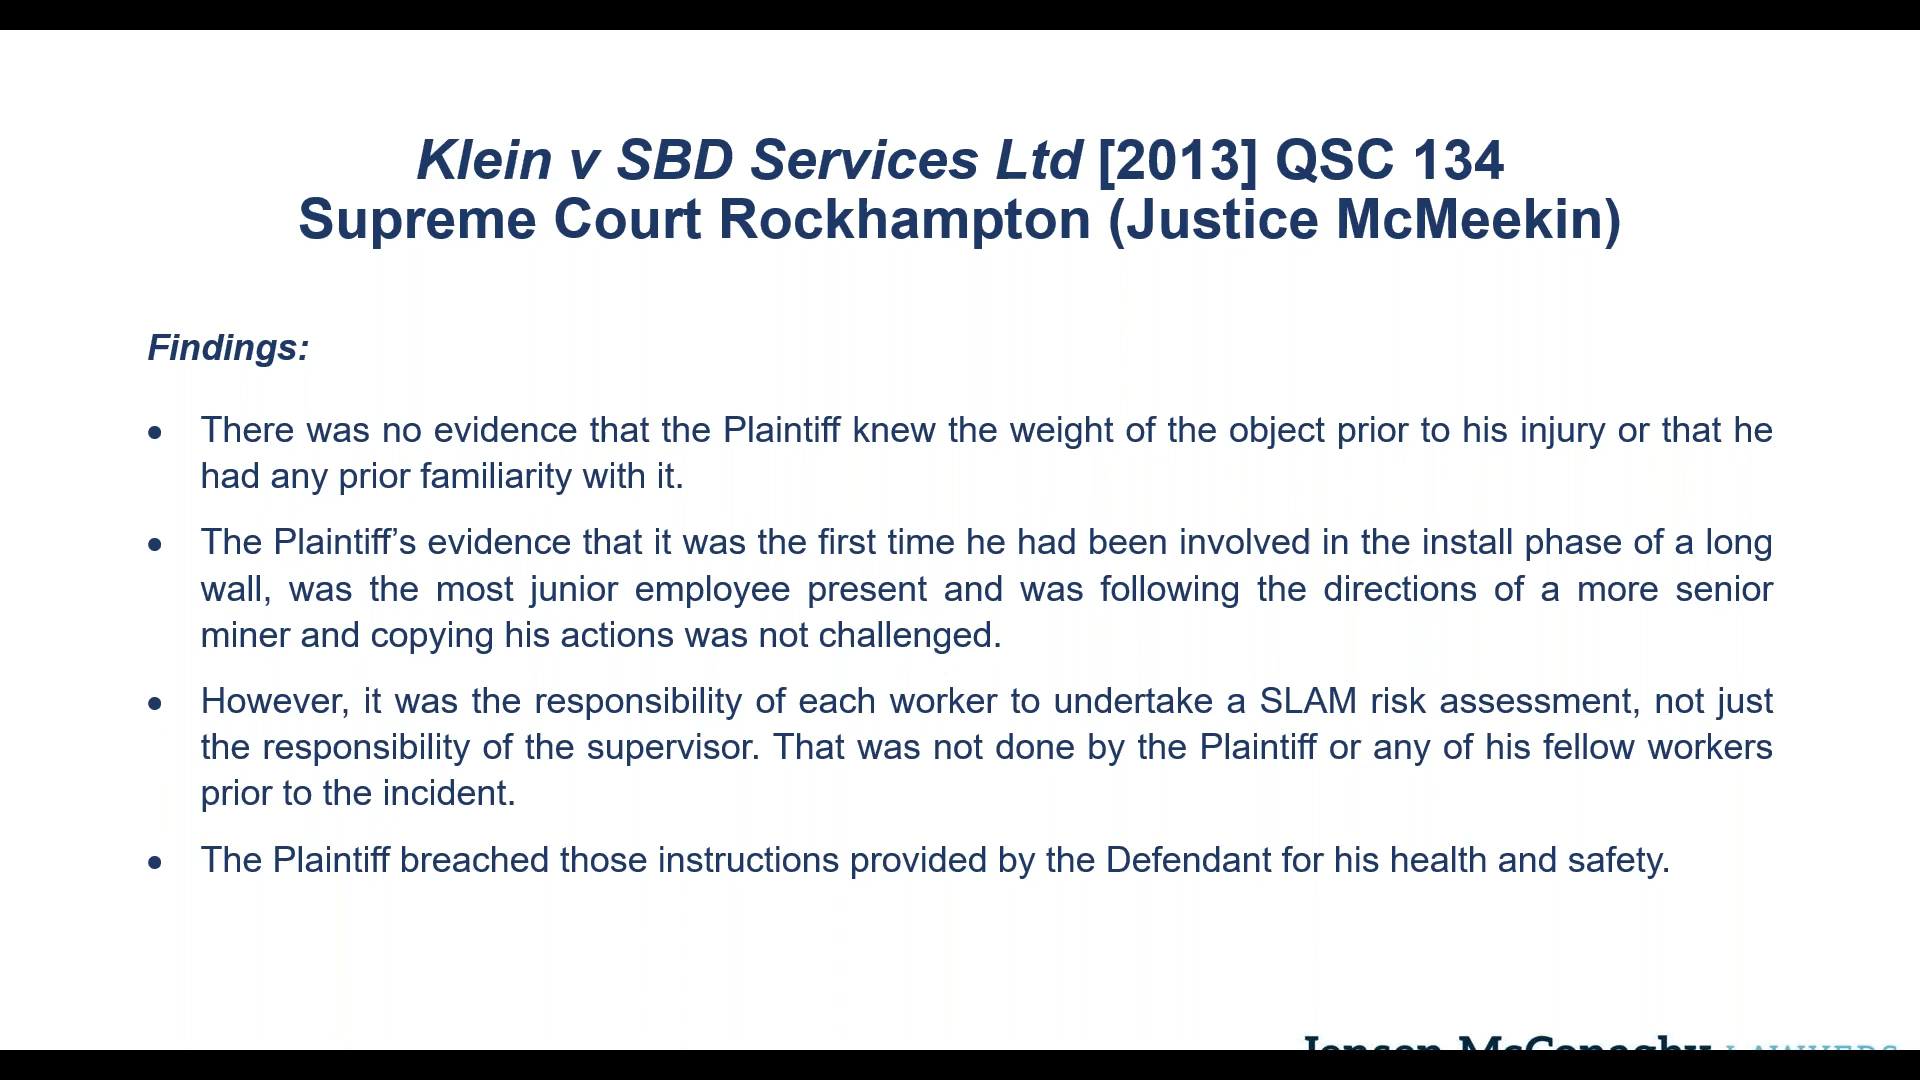 Klein v SBD Services Ltd [2013] QSC 134
Supreme Court Rockhampton (Justice McMeekin)
Findings:
• There was no evidence that the Plaintiff knew the weight of the object prior to his injury or that he
had any prior familiarity with it.
• The Plaintiff’s evidence that it was the first time he had been involved in the install phase of a long
wall, was the most junior employee present and was following the directions of a more senior
miner and copying his actions was not challenged.
• However, it was the responsibility of each worker to undertake a SLAM risk assessment, not just
the responsibility of the supervisor. That was not done by the Plaintiff or any of his fellow workers
prior to the incident.
• The Plaintiff breached those instructions provided by the Defendant for his health and safety.
Jensen McConaghy LAWYERS